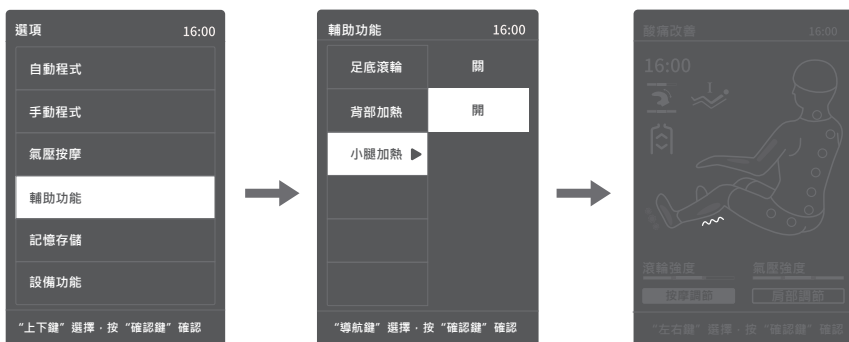 選項 16:00
自動程式
手動程式
氣壓按摩
輔助功能
記憶存儲
設備功能
“上下鍵”選擇，按“確認鍵”確認
輔助功能 16:00
足底滾輪 關
背部加熱 開
小腿加熱
“導航鍵”選擇，按“確認鍵”確認
酸痛改善 16:00
16:00
滾輪強度 氣壓強度
按摩調節 肩部調節
“左右鍵”選擇，按“確認鍵”確認